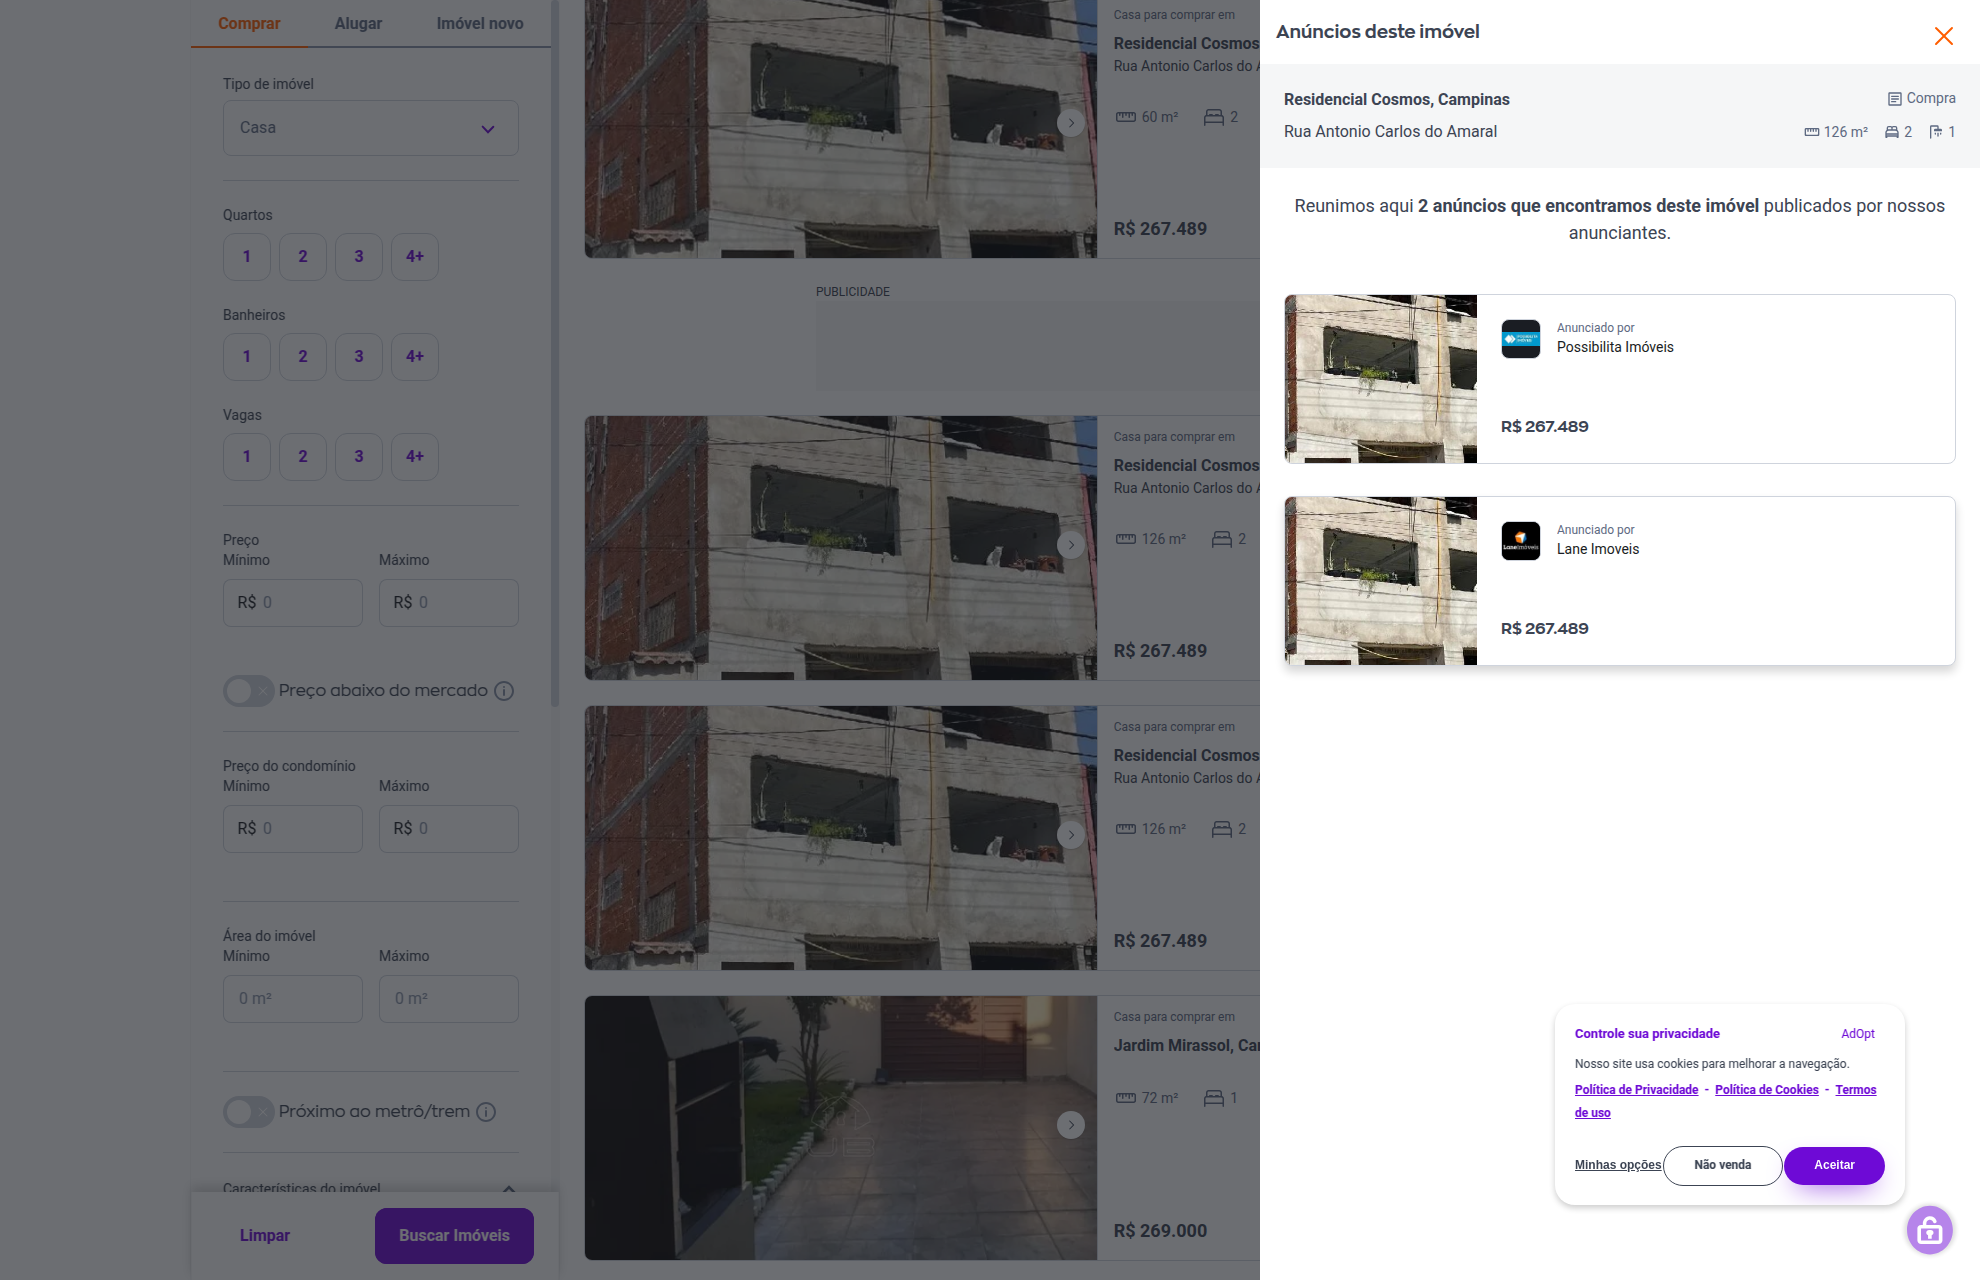 Comprar
Alugar
Imóvel novo
Tipo de imóvel
Casa
Quartos
1
2
3
4+
Banheiros
1
2
3
4+
Vagas
1
2
3
4+
Preço
Mínimo
Máximo
R$ 0
R$ 0
Preço abaixo do mercado
Preço do condomínio
Mínimo
Máximo
R$ 0
R$ 0
Área do imóvel
Mínimo
Máximo
0 m²
0 m²
Próximo ao metrô/trem
Características do imóvel
Limpar
Buscar Imóveis
Casa para comprar em
Residencial Cosmos
Rua Antonio Carlos do
60 m²
2
R$ 267.489
PUBLICIDADE
Casa para comprar em
Residencial Cosmos
Rua Antonio Carlos do
126 m²
2
R$ 267.489
Casa para comprar em
Residencial Cosmos
Rua Antonio Carlos do
126 m²
2
R$ 267.489
Casa para comprar em
Jardim Mirassol,
72 m²
1
R$ 269.000
Anúncios deste imóvel
Residencial Cosmos, Campinas
Compra
Rua Antonio Carlos do Amaral
126 m²
2
1
Reunimos aqui 2 anúncios que encontramos deste imóvel publicados por nossos
anunciantes.
Anunciado por
Possibilita Imóveis
R$ 267.489
Anunciado por
Lane Imoveis
R$ 267.489
Controle sua privacidade
AdOpt
Nosso site usa cookies para melhorar a navegação.
Política de Privacidade - Política de Cookies - Termos
de uso
Minhas opções
Não venda
Aceitar